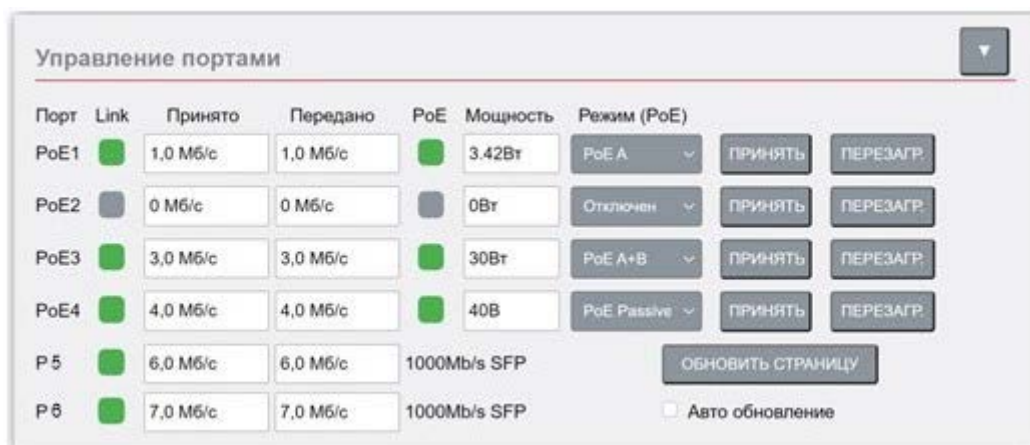 Управление портами ▼
Порт Link Принято Передано PoE Мощность Режим (PoE)
PoE1 1,0 Мб/с 1,0 Мб/с 3.42Вт PoE A ПРИНЯТЬ ПЕРЕЗАГР.
PoE2 0 Мб/с 0 Мб/с 0Вт Отключен ПРИНЯТЬ ПЕРЕЗАГР.
PoE3 3,0 Мб/с 3,0 Мб/с 30Вт PoE A+B ПРИНЯТЬ ПЕРЕЗАГР.
PoE4 4,0 Мб/с 4,0 Мб/с 40В PoE Passive ПРИНЯТЬ ПЕРЕЗАГР.
P 5 6,0 Мб/с 6,0 Мб/с 1000Mb/s SFP ОБНОВИТЬ СТРАНИЦУ
P 6 7,0 Мб/с 7,0 Мб/с 1000Mb/s SFP Авто обновление